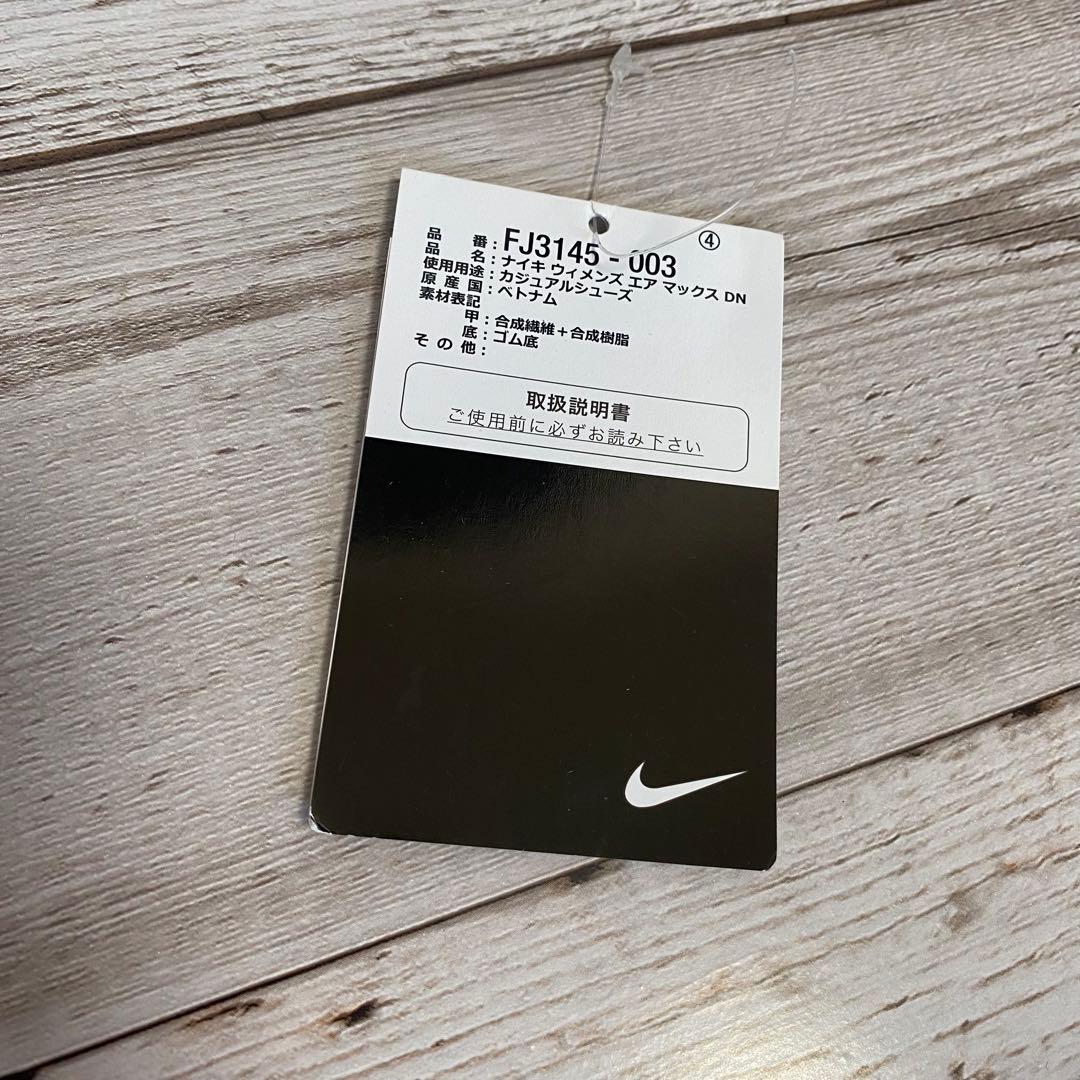 ④
品番:FJ3145-003
品名:ナイキ ウィメンズ エア マックス DN
使用用途:カジュアルシューズ
原産国:ベトナム
素材表記
甲:合成繊維+合成樹脂
底:ゴム底
その他:
取扱説明書
ご使用前に必ずお読み下さい